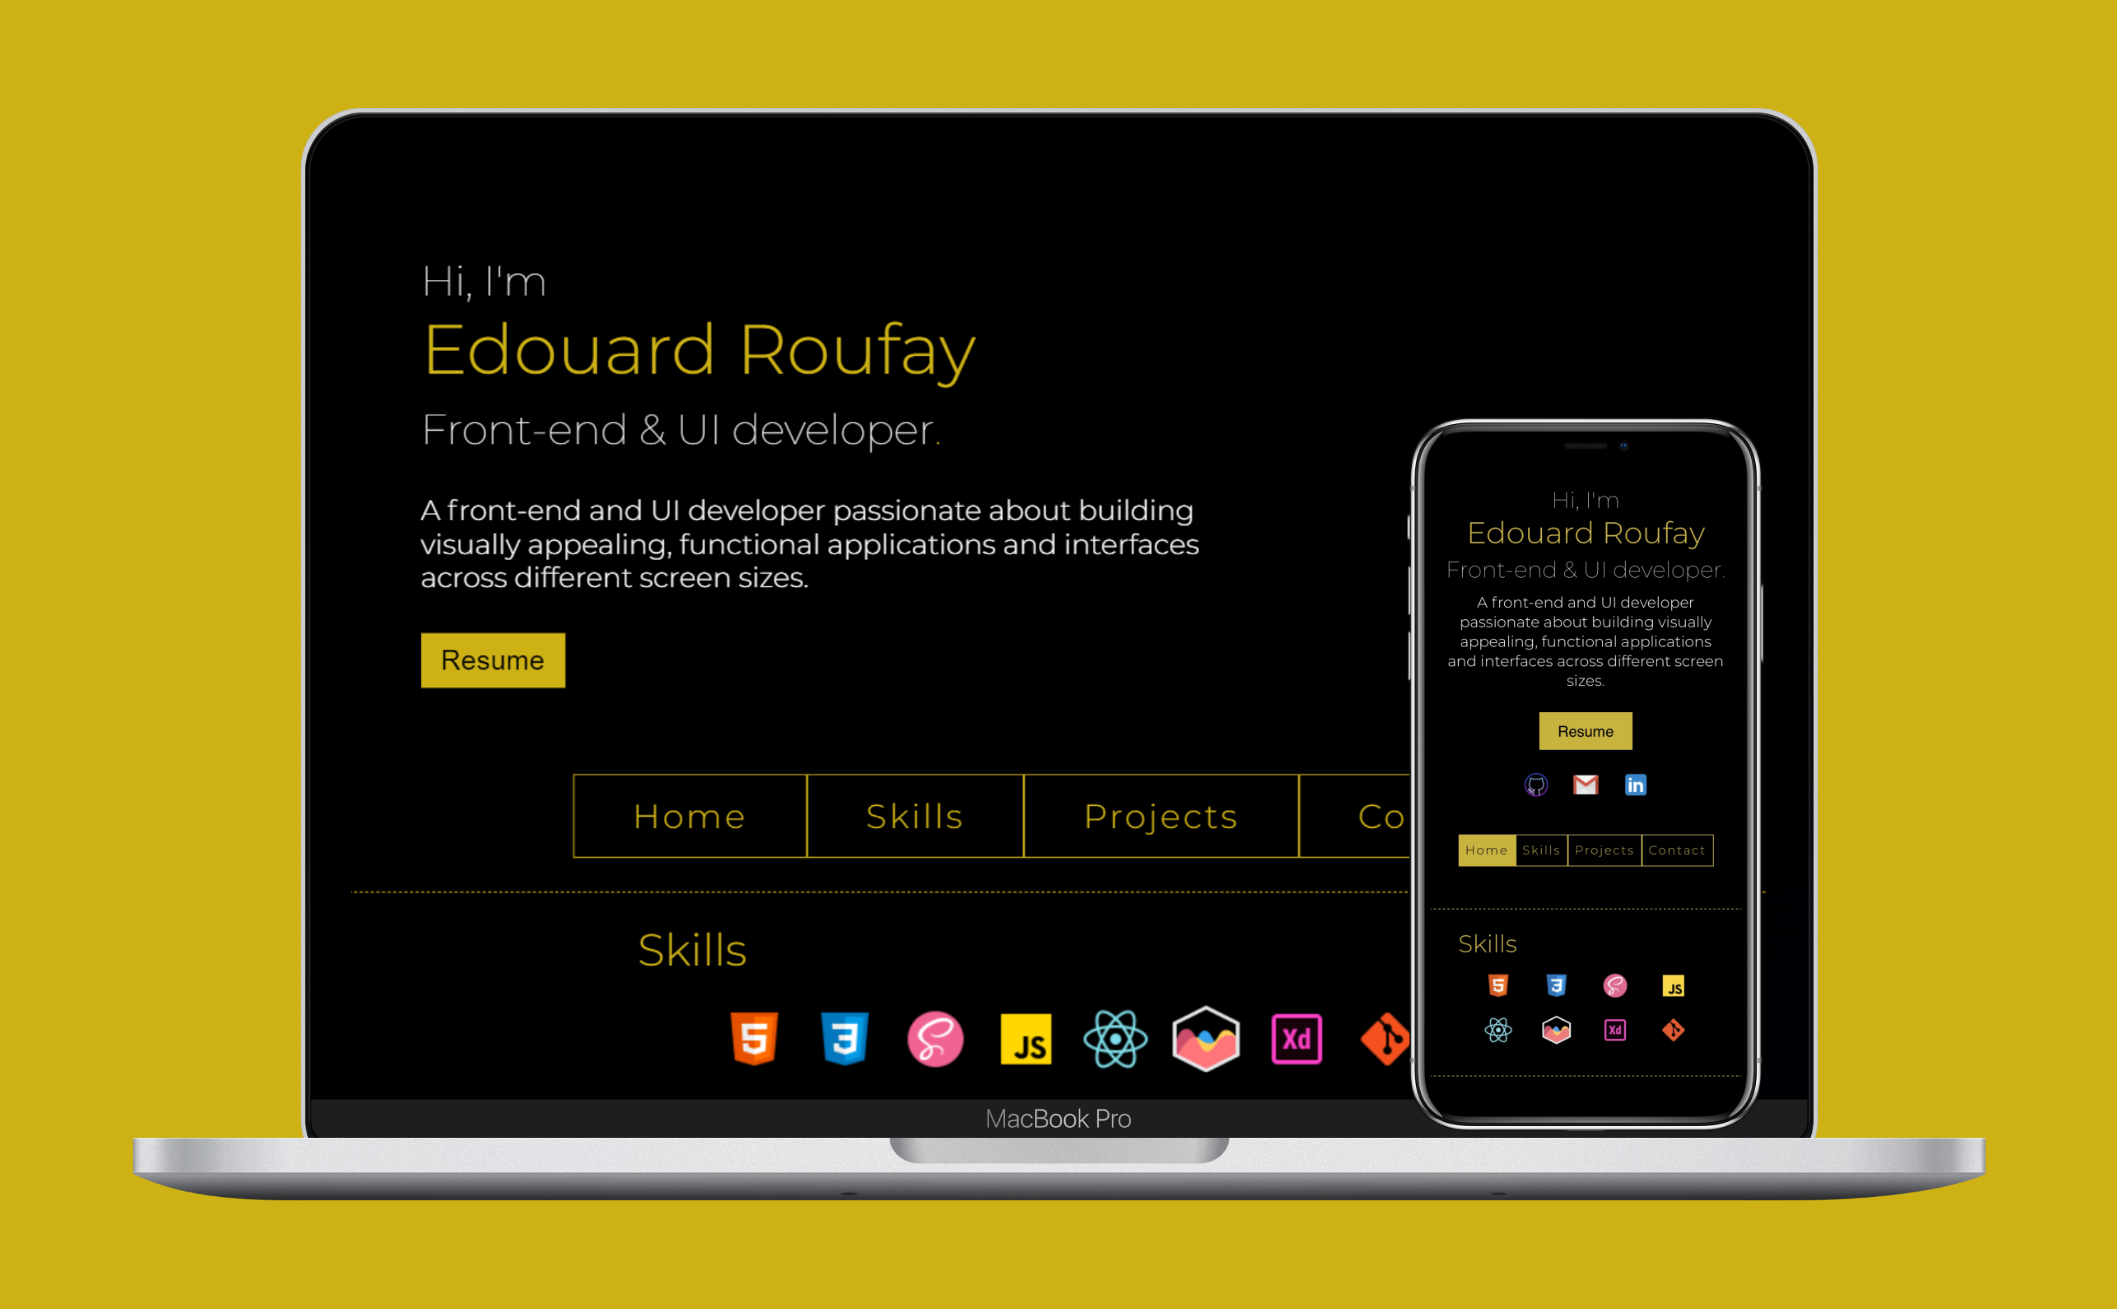 Hi, I'm
Edouard Roufay
Front-end & UI developer.
A front-end and UI developer passionate about building
visually appealing, functional applications and interfaces
across different screen sizes.
Resume
Home Skills Projects Co
Skills
5 3 JS Xd
MacBook Pro
Hi, I'm
Edouard Roufay
Front-end & UI developer.
A front-end and UI developer
passionate about building visually
appealing, functional applications
and interfaces across different screen
sizes.
Resume
in
Home Skills Projects Contact
Skills
5 3 JS
Xd